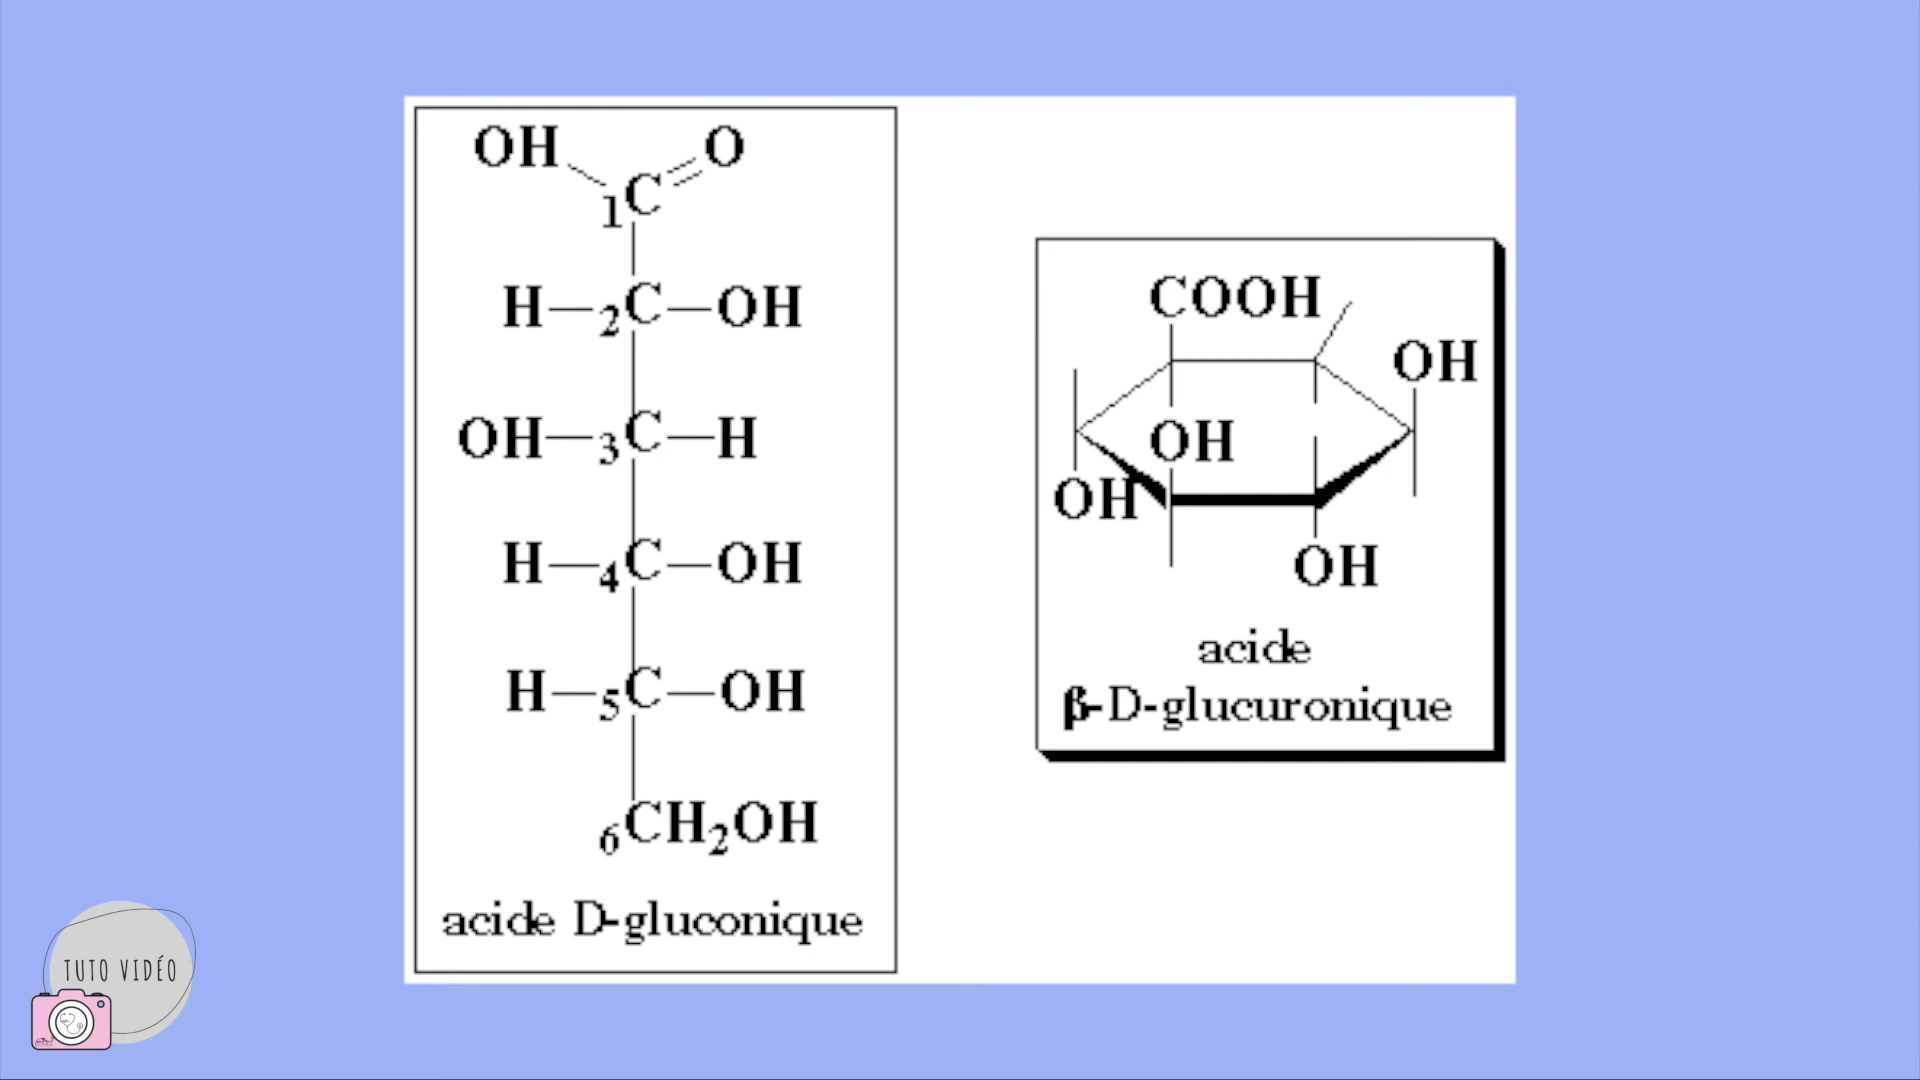 OH O
1C
H—2C—OH
OH—3C—H
H—4C—OH
H—5C—OH
6CH2OH
acide D-gluconique
COOH
OH
OH
OH
OH
acide
β-D-glucuronique
TUTO VIDÉO